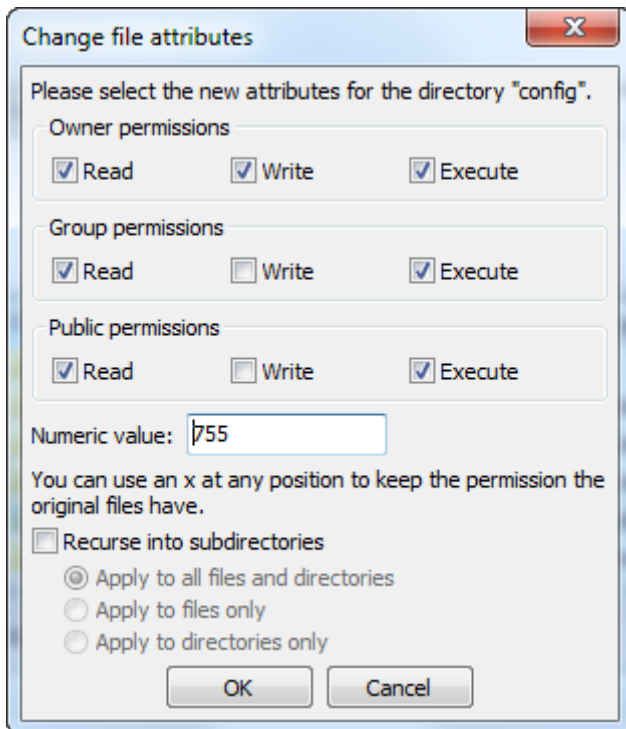 Change file attributes
Please select the new attributes for the directory "config".
Owner permissions
Read Write Execute
Group permissions
Read Write Execute
Public permissions
Read Write Execute
Numeric value: 755
You can use an x at any position to keep the permission the
original files have.
Recurse into subdirectories
Apply to all files and directories
Apply to files only
Apply to directories only
OK Cancel